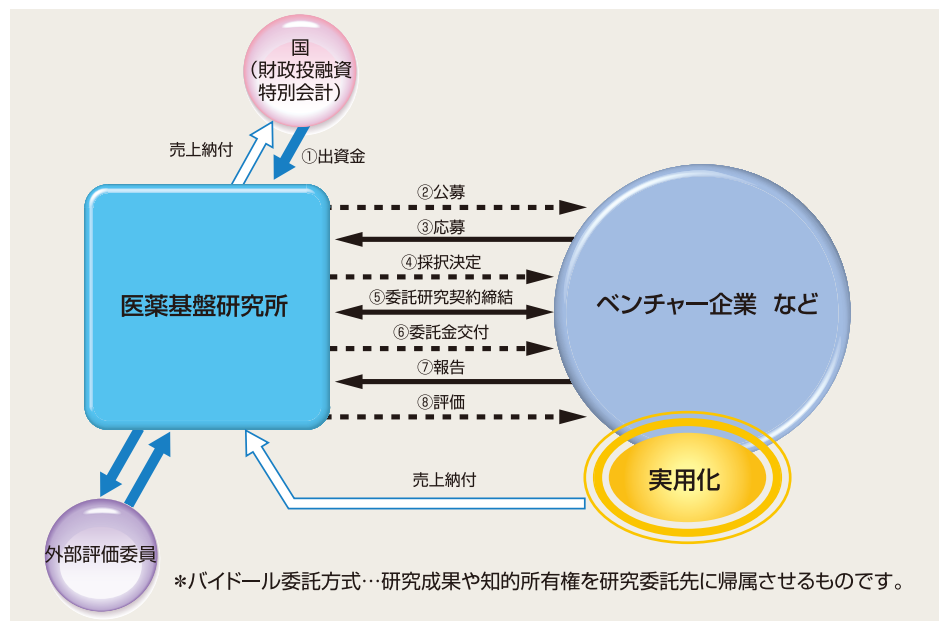 国
（財政投融資
特別会計）
売上納付
①出資金
②公募
③応募
④採択決定
⑤委託研究契約締結
⑥委託金交付
⑦報告
⑧評価
医薬基盤研究所
ベンチャー企業 など
実用化
売上納付
外部評価委員
＊バイドール委託方式…研究成果や知的所有権を研究委託先に帰属させるものです。